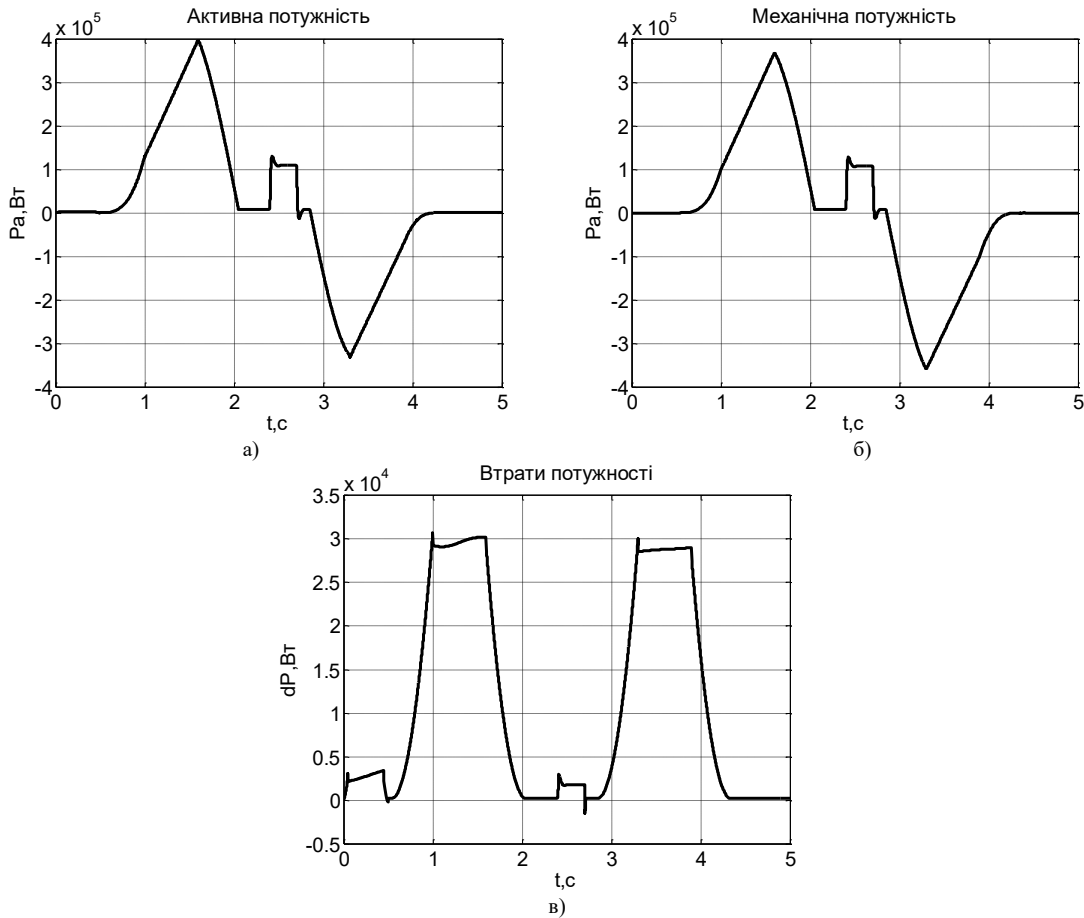 Активна потужність
x 10^5
4
3
2
1
0
-1
-2
-3
-4
Pa,Вт
0 1 2 3 4 5
t,c
а)
Механічна потужність
x 10^5
4
3
2
1
0
-1
-2
-3
-4
Pa,Вт
0 1 2 3 4 5
t,c
б)
Втрати потужності
x 10^4
3.5
3
2.5
2
1.5
1
0.5
0
-0.5
dP,Вт
0 1 2 3 4 5
t,c
в)